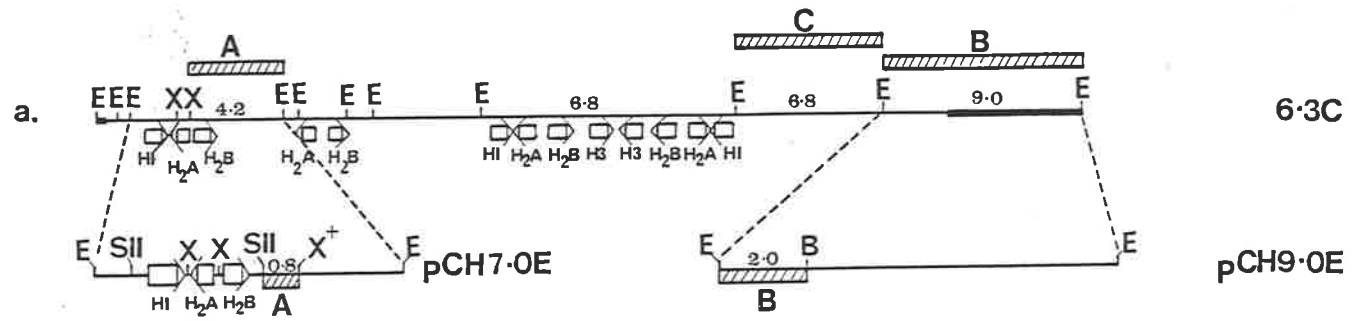 C
A
B
E E E X X 4.2 E E E E E 6.8 E 6.8 E 9.0 E
a. 6.3C
H1 H2A H2B H2A H2B H1 H2A H2B H3 H3 H2B H2A H1
E SII X X SII X+ E E B E
0.8 pCH7.0E 2.0 pCH9.0E
H1 H2A H2B A B